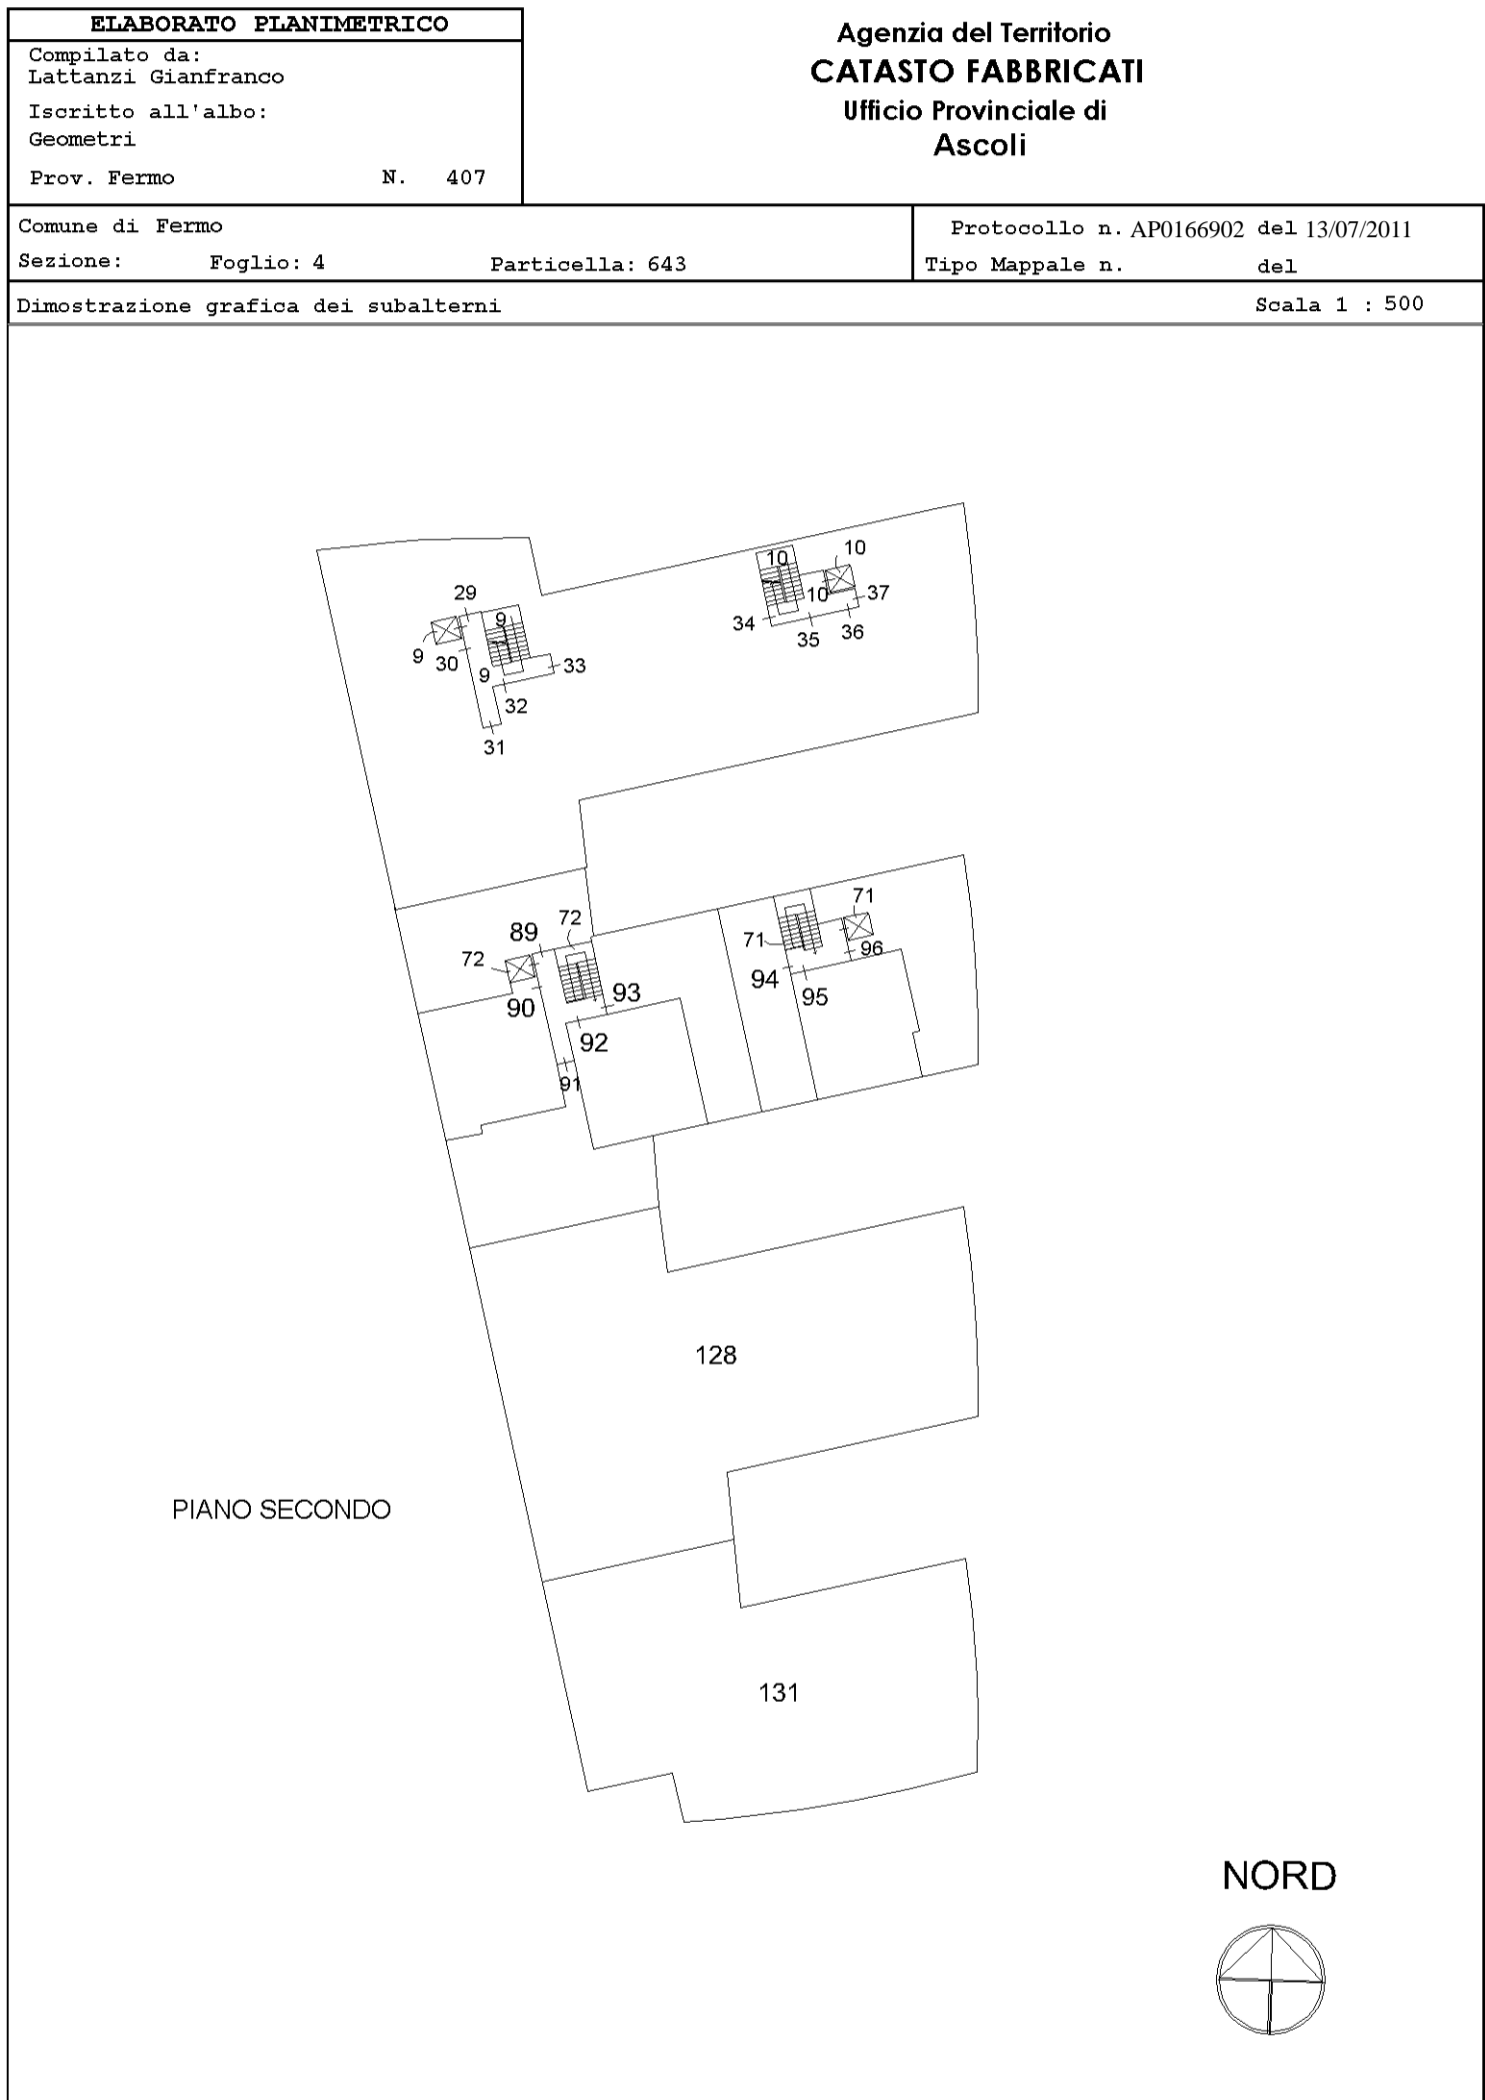 ELABORATO PLANIMETRICO
Compilato da:
Lattanzi Gianfranco
Iscritto all'albo:
Geometri
Prov. Fermo N. 407
Agenzia del Territorio
CATASTO FABBRICATI
Ufficio Provinciale di
Ascoli
Comune di Fermo
Sezione: Foglio: 4 Particella: 643
Protocollo n. AP0166902 del 13/07/2011
Tipo Mappale n. del
Dimostrazione grafica dei subalterni Scala 1 : 500
10 10
29
10 37
9
34
35 36
9 30
9
33
32
31
71
72
89
71
72
96
94
95
93
90
92
91
128
PIANO SECONDO
131
NORD